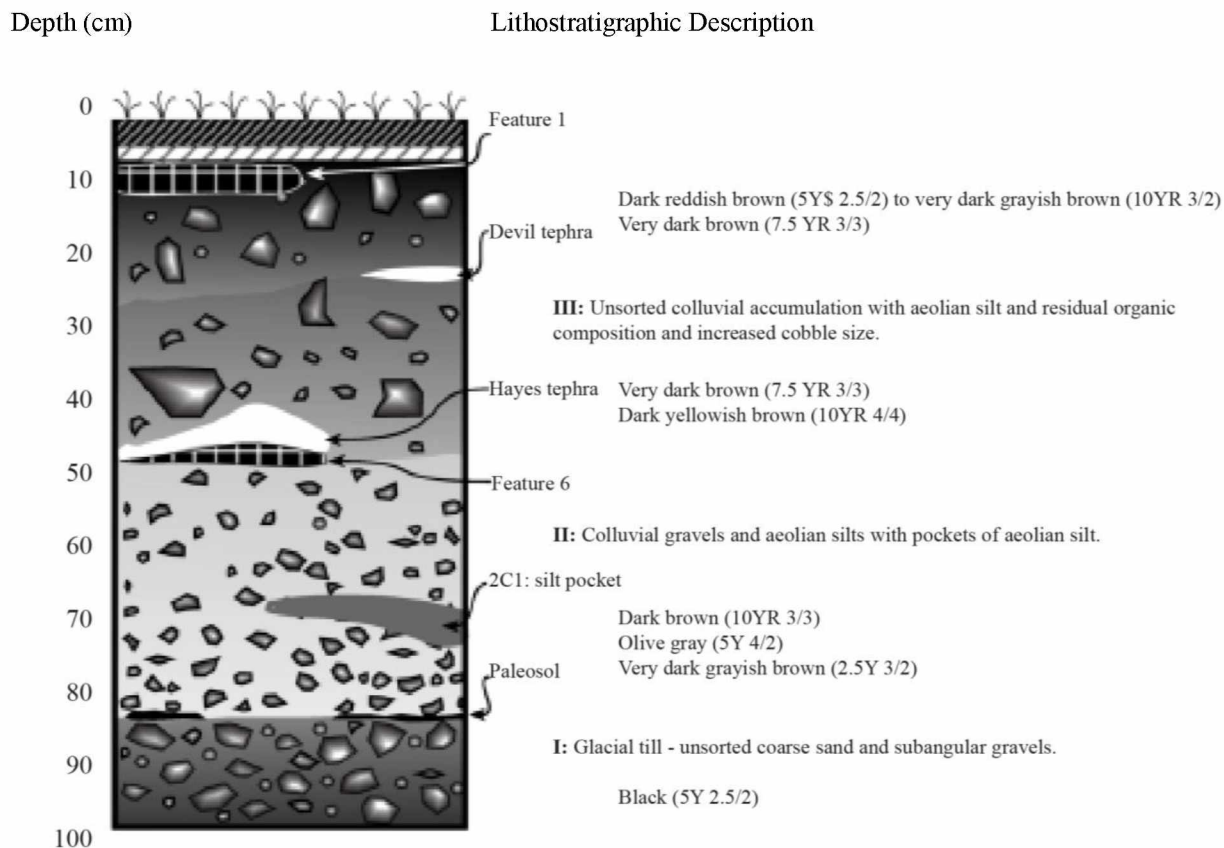 Depth (cm)
Lithostratigraphic Description
0
Feature 1
10
Dark reddish brown (5Y$ 2.5/2) to very dark grayish brown (10YR 3/2)
Very dark brown (7.5 YR 3/3)
Devil tephra
20
III: Unsorted colluvial accumulation with aeolian silt and residual organic
composition and increased cobble size.
30
Hayes tephra
Very dark brown (7.5 YR 3/3)
40
Dark yellowish brown (10YR 4/4)
50
Feature 6
II: Colluvial gravels and aeolian silts with pockets of aeolian silt.
60
2C1: silt pocket
70
Dark brown (10YR 3/3)
Olive gray (5Y 4/2)
Very dark grayish brown (2.5Y 3/2)
Paleosol
80
I: Glacial till - unsorted coarse sand and subangular gravels.
90
Black (5Y 2.5/2)
100